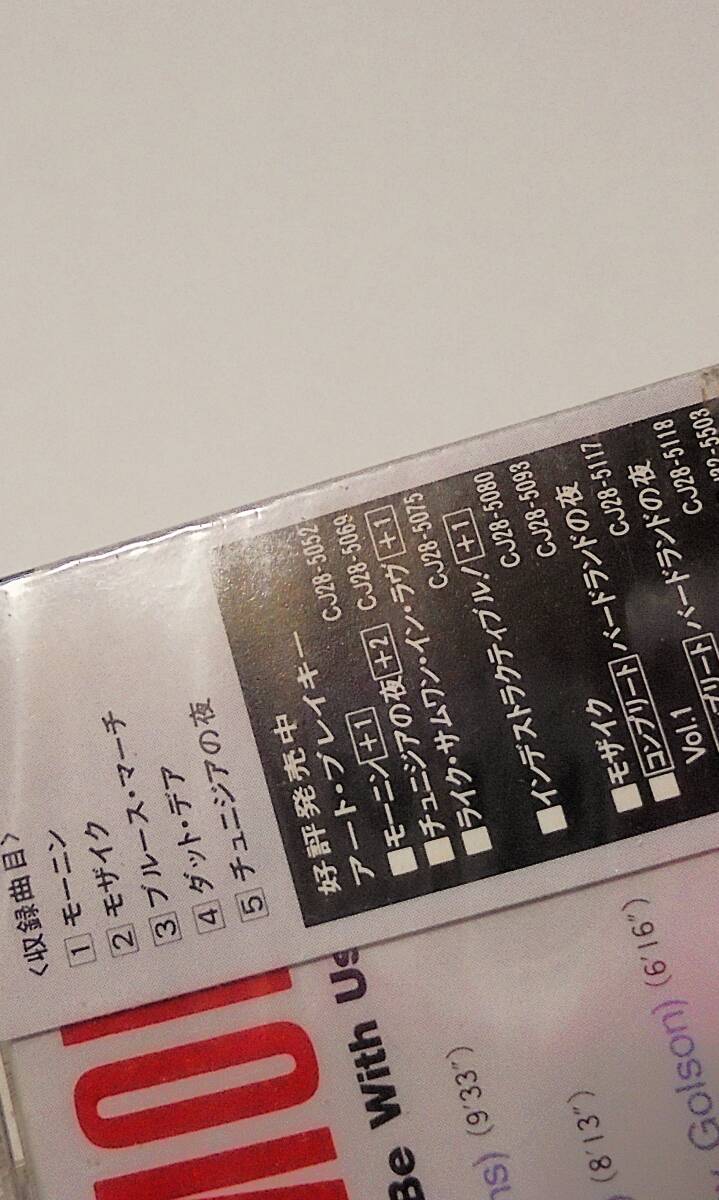 <収録曲目>
1 モーニン
2 モザイク
3 ブルース・マーチ
4 ダット・デア
5 チュニジアの夜
好評発売中
アート・ブレイキー
■モーニン+1 CJ28-5052
■チュニジアの夜+2 CJ28-5069
■ライク・サムワン・イン・ラヴ+1
CJ28-5075
■インデストラクティブル!+1
CJ28-5080
■モザイク CJ28-5093
■コンプリート バードランドの夜
Vol.1 CJ28-5117
バードランドの夜
CJ28-5118
Be With Us
(9'33")
(8'13")
Golson) (6'16")